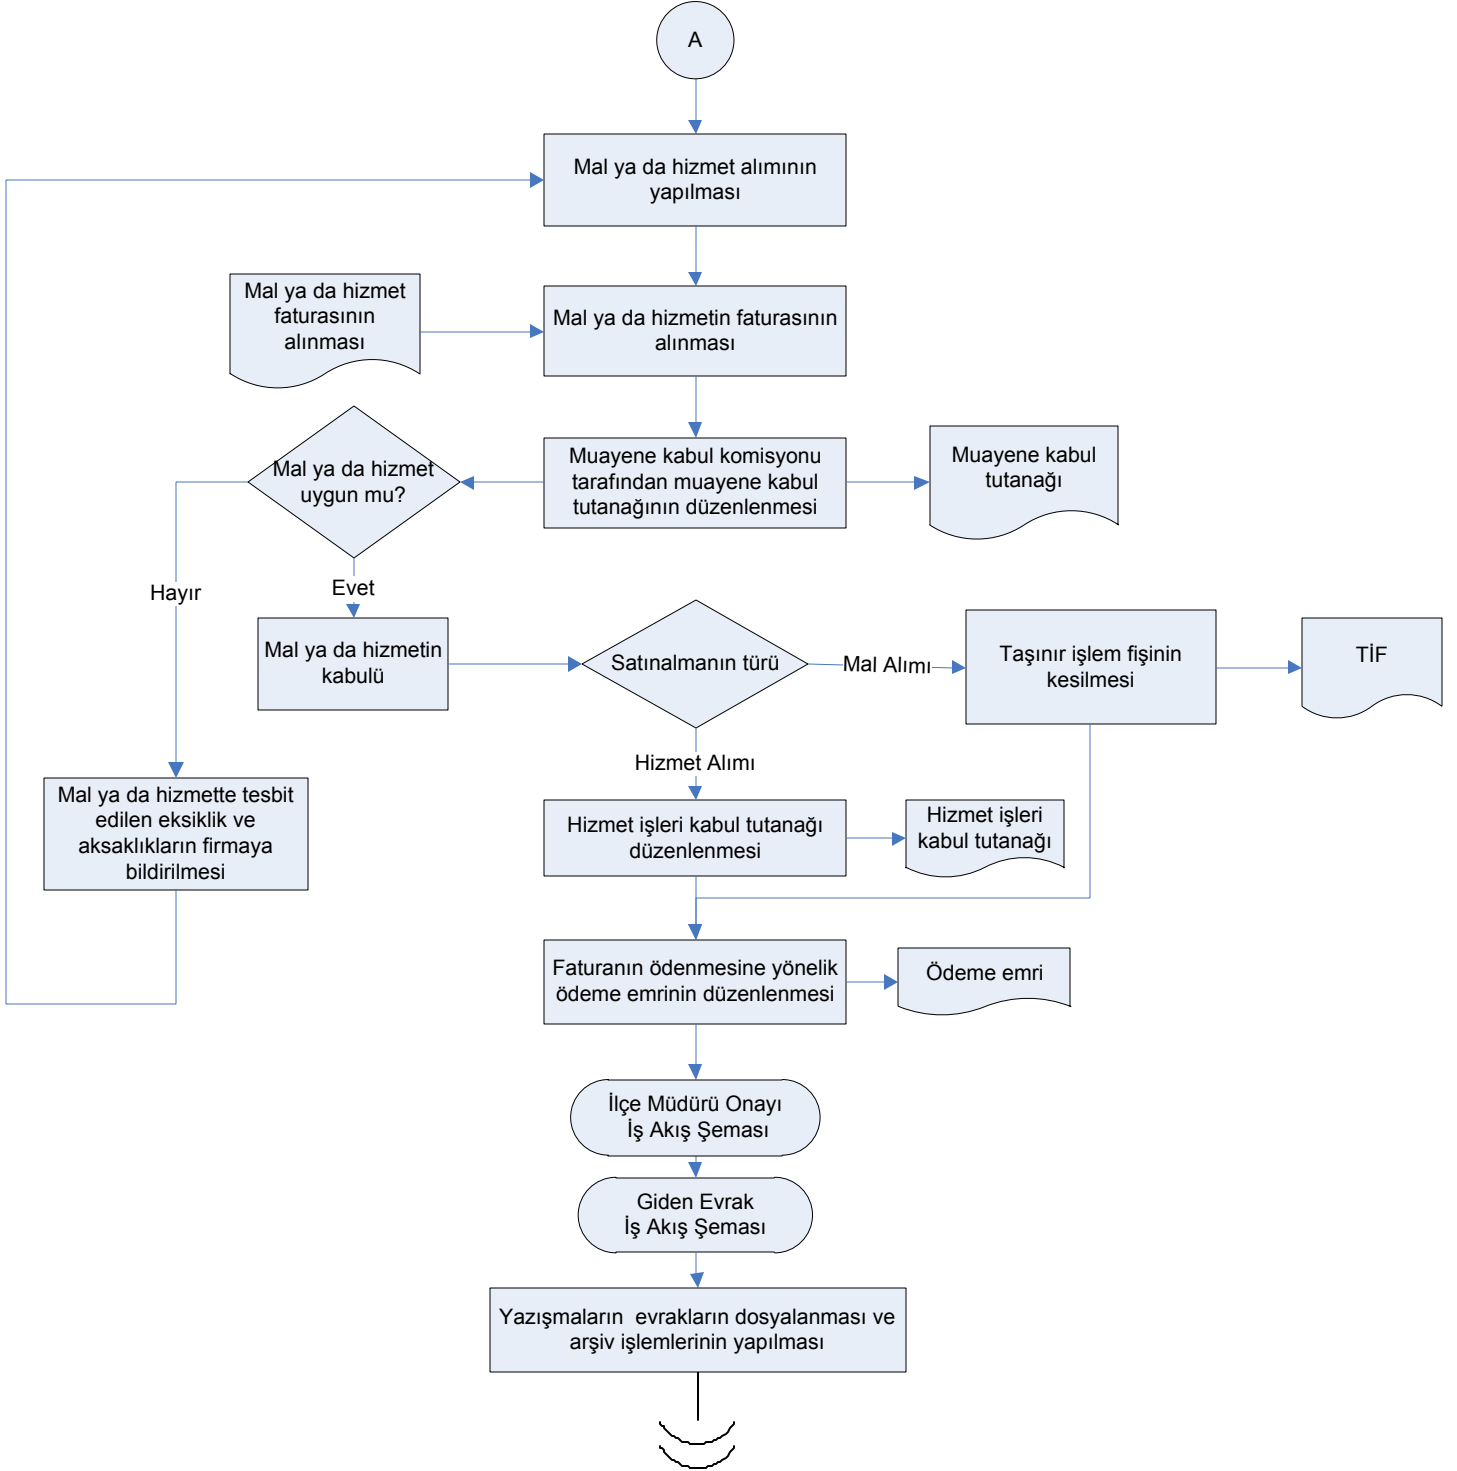 A
Mal ya da hizmet alımının
yapılması
Mal ya da hizmet
faturasının
alınması
Mal ya da hizmetin faturasının
alınması
Mal ya da hizmet
uygun mu?
Muayene kabul komisyonu
tarafından muayene kabul
tutanağının düzenlenmesi
Muayene kabul
tutanağı
Hayır
Evet
Mal ya da hizmetin
kabulü
Satınalmanın türü
Mal Alımı
Taşınır işlem fişinin
kesilmesi
TİF
Hizmet Alımı
Mal ya da hizmette tesbit
edilen eksiklik ve
aksaklıkların firmaya
bildirilmesi
Hizmet işleri kabul tutanağı
düzenlenmesi
Hizmet işleri
kabul tutanağı
Faturanın ödenmesine yönelik
ödeme emrinin düzenlenmesi
Ödeme emri
İlçe Müdürü Onayı
İş Akış Şeması
Giden Evrak
İş Akış Şeması
Yazışmaların  evrakların dosyalanması ve
arşiv işlemlerinin yapılması